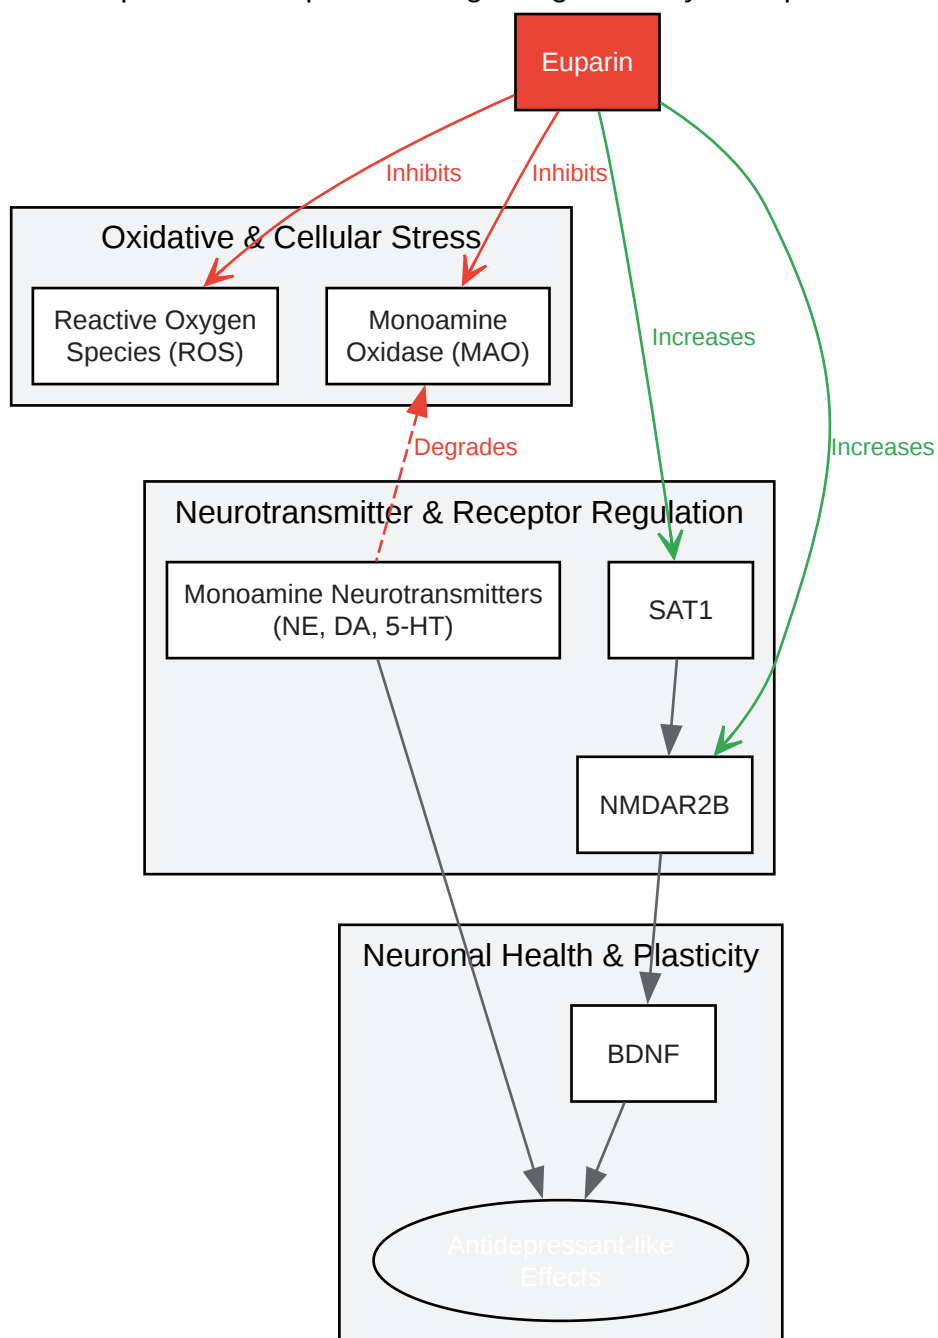 Euparin
Inhibits
Inhibits
Oxidative & Cellular Stress
Reactive Oxygen
Species (ROS)
Monoamine
Oxidase (MAO)
Increases
Increases
Degrades
Neurotransmitter & Receptor Regulation
Monoamine Neurotransmitters
(NE, DA, 5-HT)
SAT1
NMDAR2B
Neuronal Health & Plasticity
BDNF
Antidepressant-like
Effects